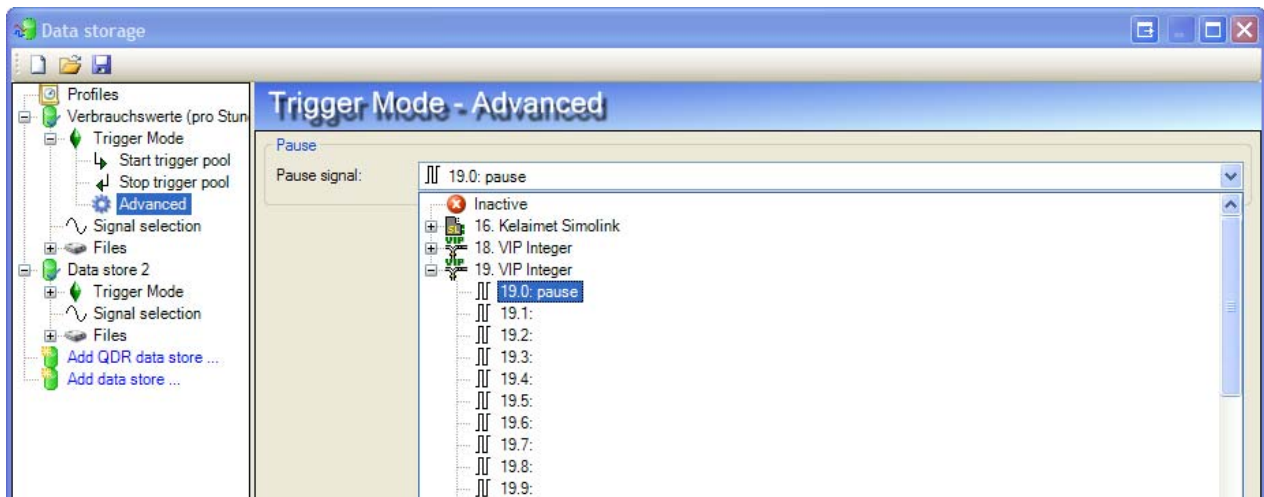 Data storage
Profiles
Verbrauchswerte (pro Stun
Trigger Mode
Start trigger pool
Stop trigger pool
Advanced
Signal selection
Files
Data store 2
Trigger Mode
Signal selection
Files
Add QDR data store ...
Add data store ...
Trigger Mode - Advanced
Pause
Pause signal:
19.0: pause
Inactive
SL 16. Kelaimet Simolink
VIP 18. VIP Integer
VIP 19. VIP Integer
19.0: pause
19.1:
19.2:
19.3:
19.4:
19.5:
19.6:
19.7:
19.8:
19.9: